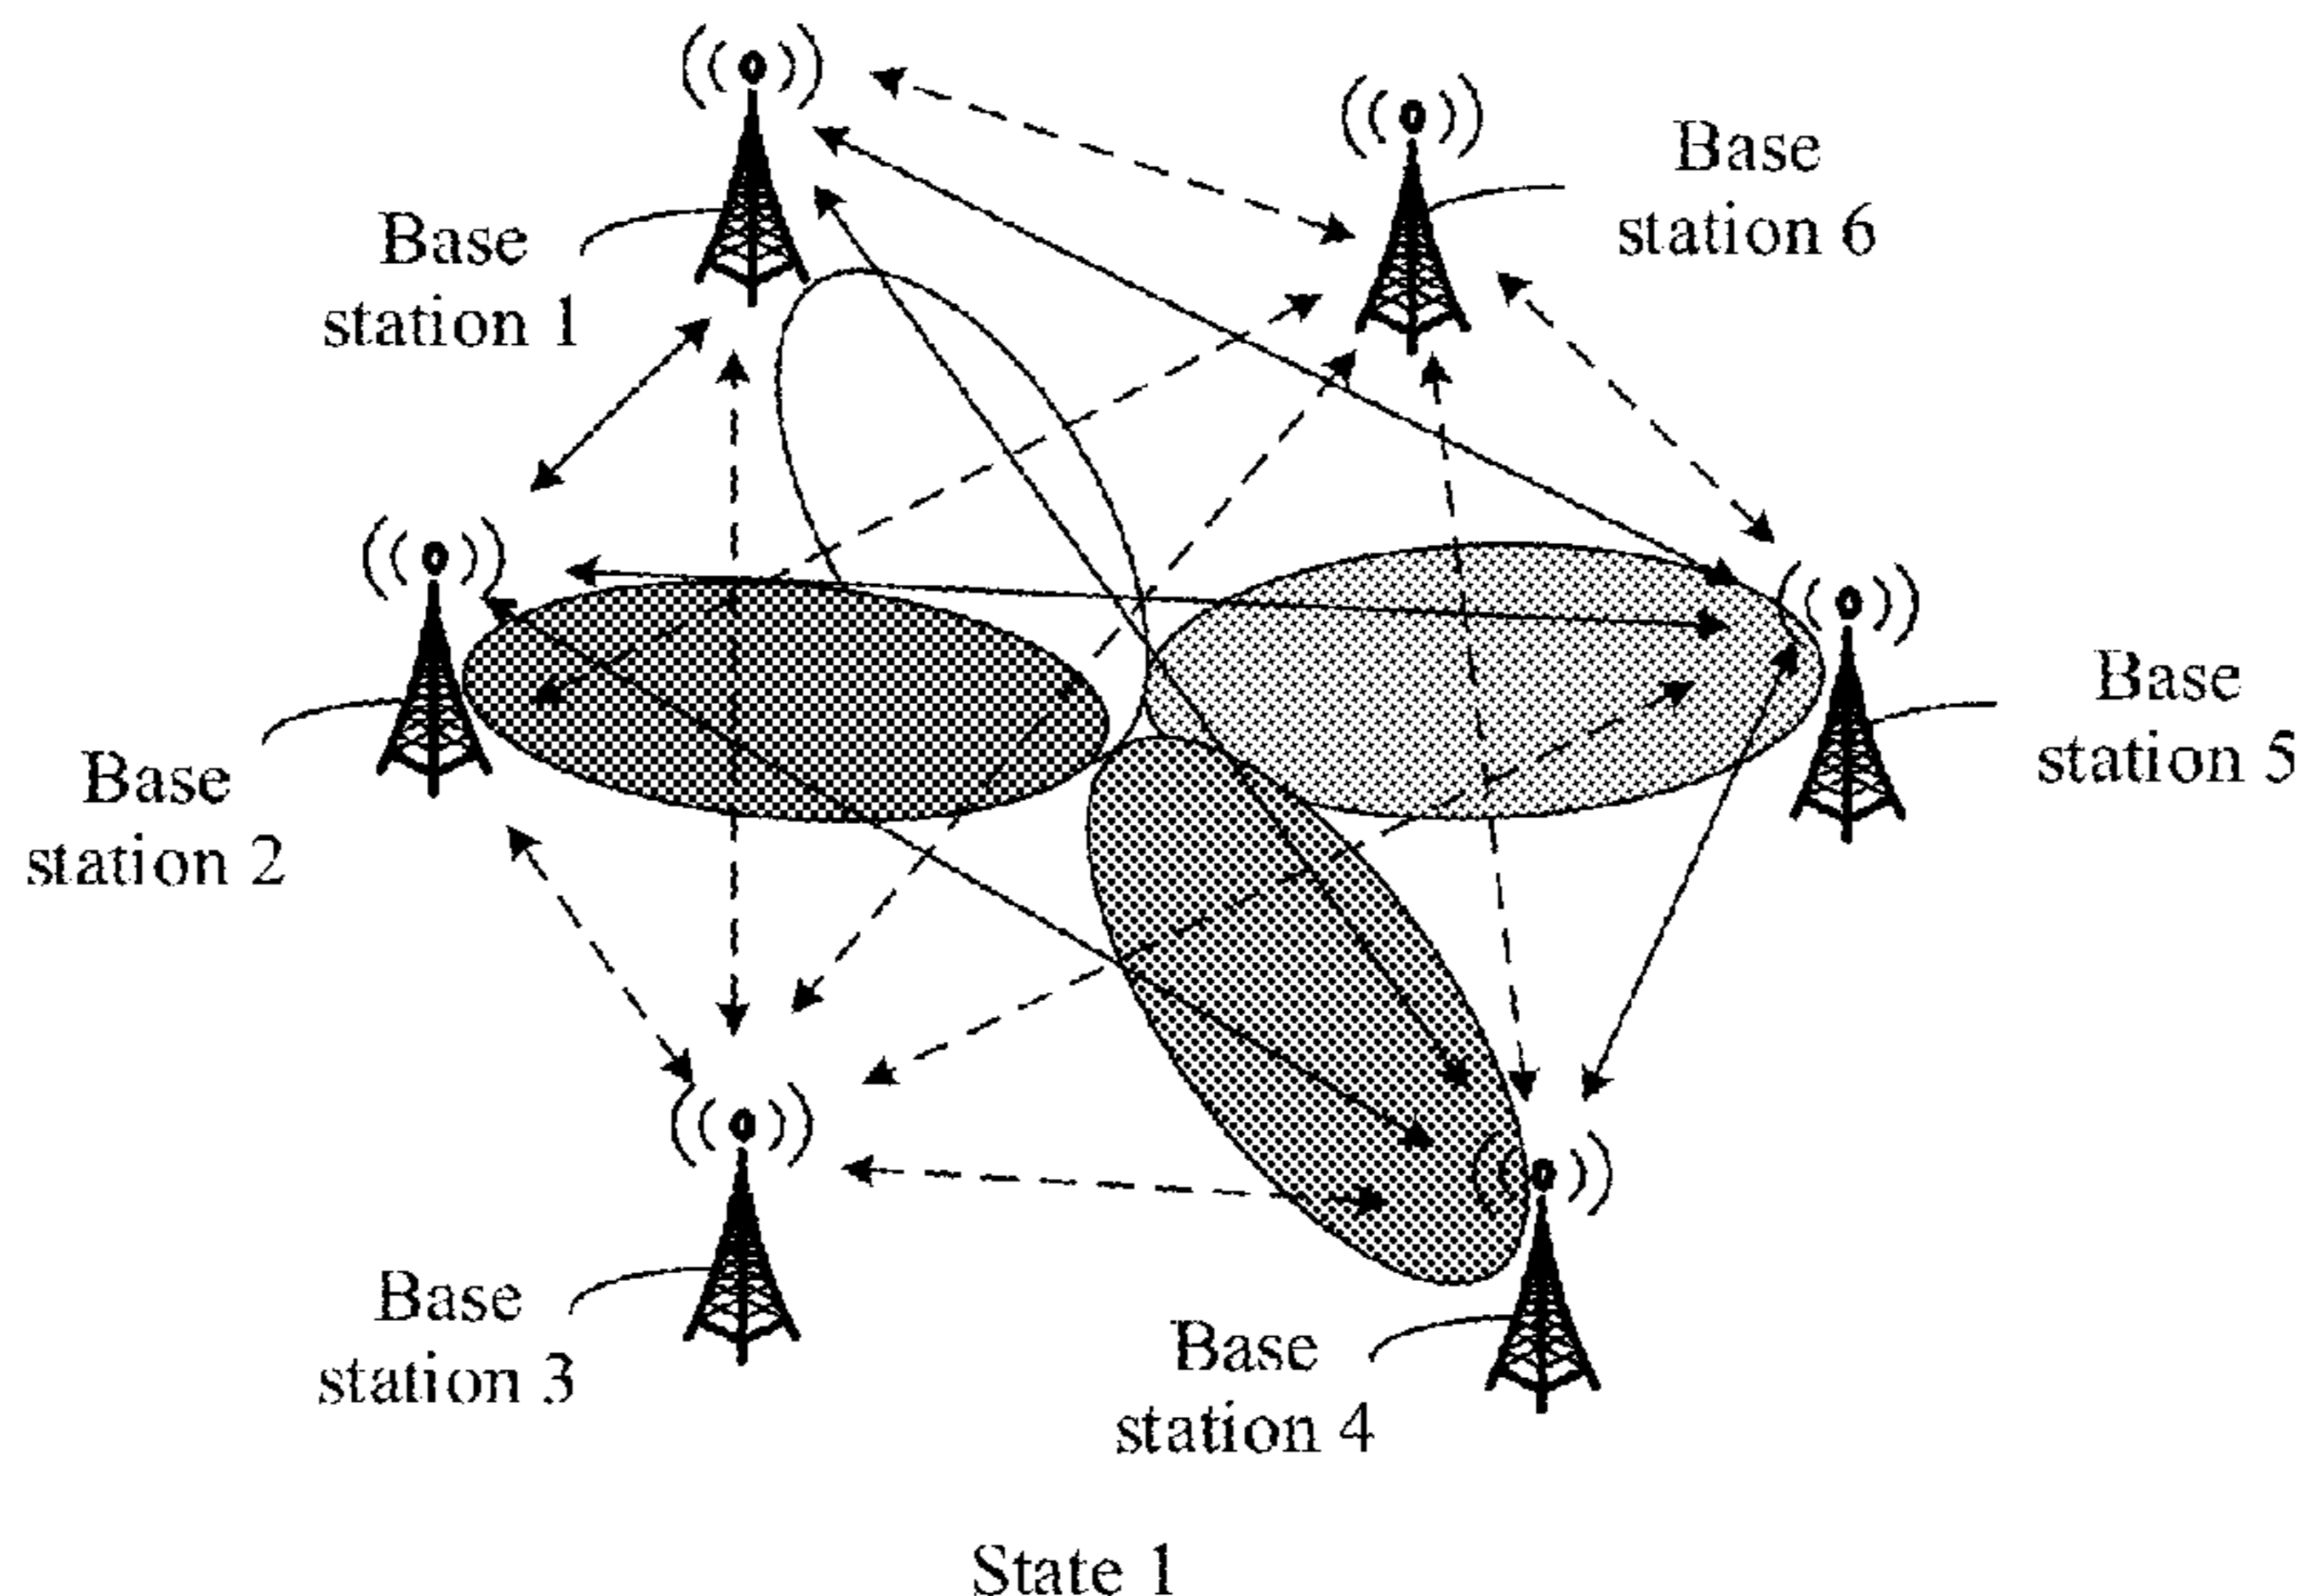 Base
station 6
Base
station 1
Base
station 5
Base
station 2
Base
station 3
Base
station 4
State 1